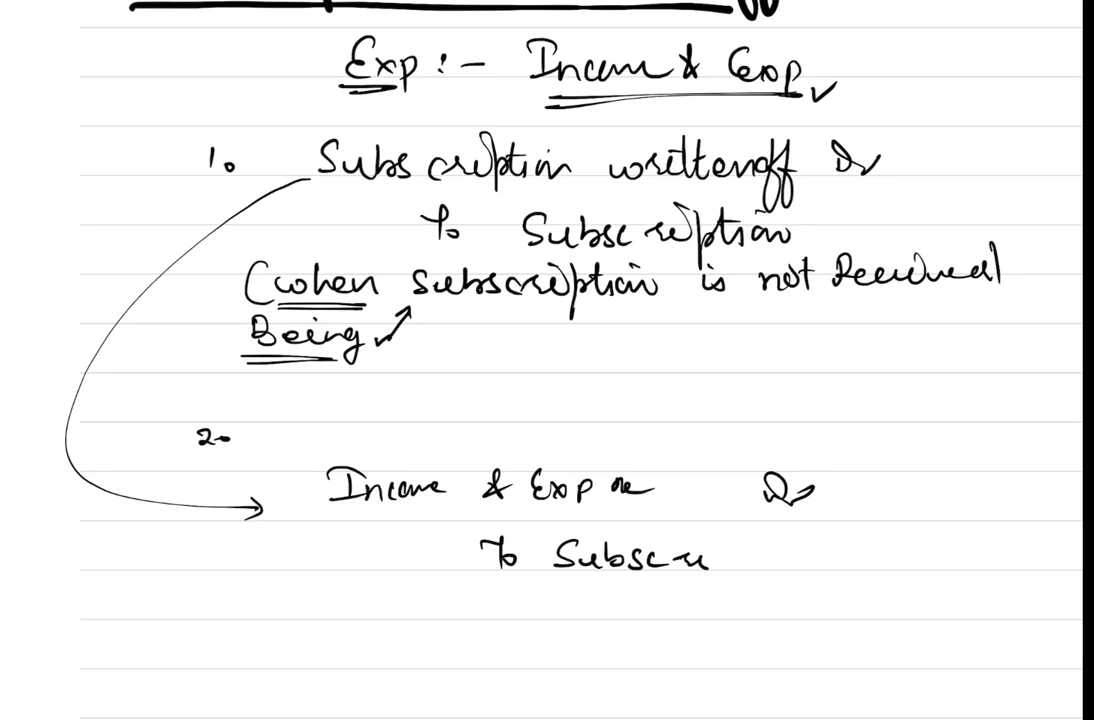 Exp :- Income & Exp
1. Subscription writtenoff Dr
To Subscription
(when subscription is not Received
Being
2.
Income & Exp Dr
To Subscr